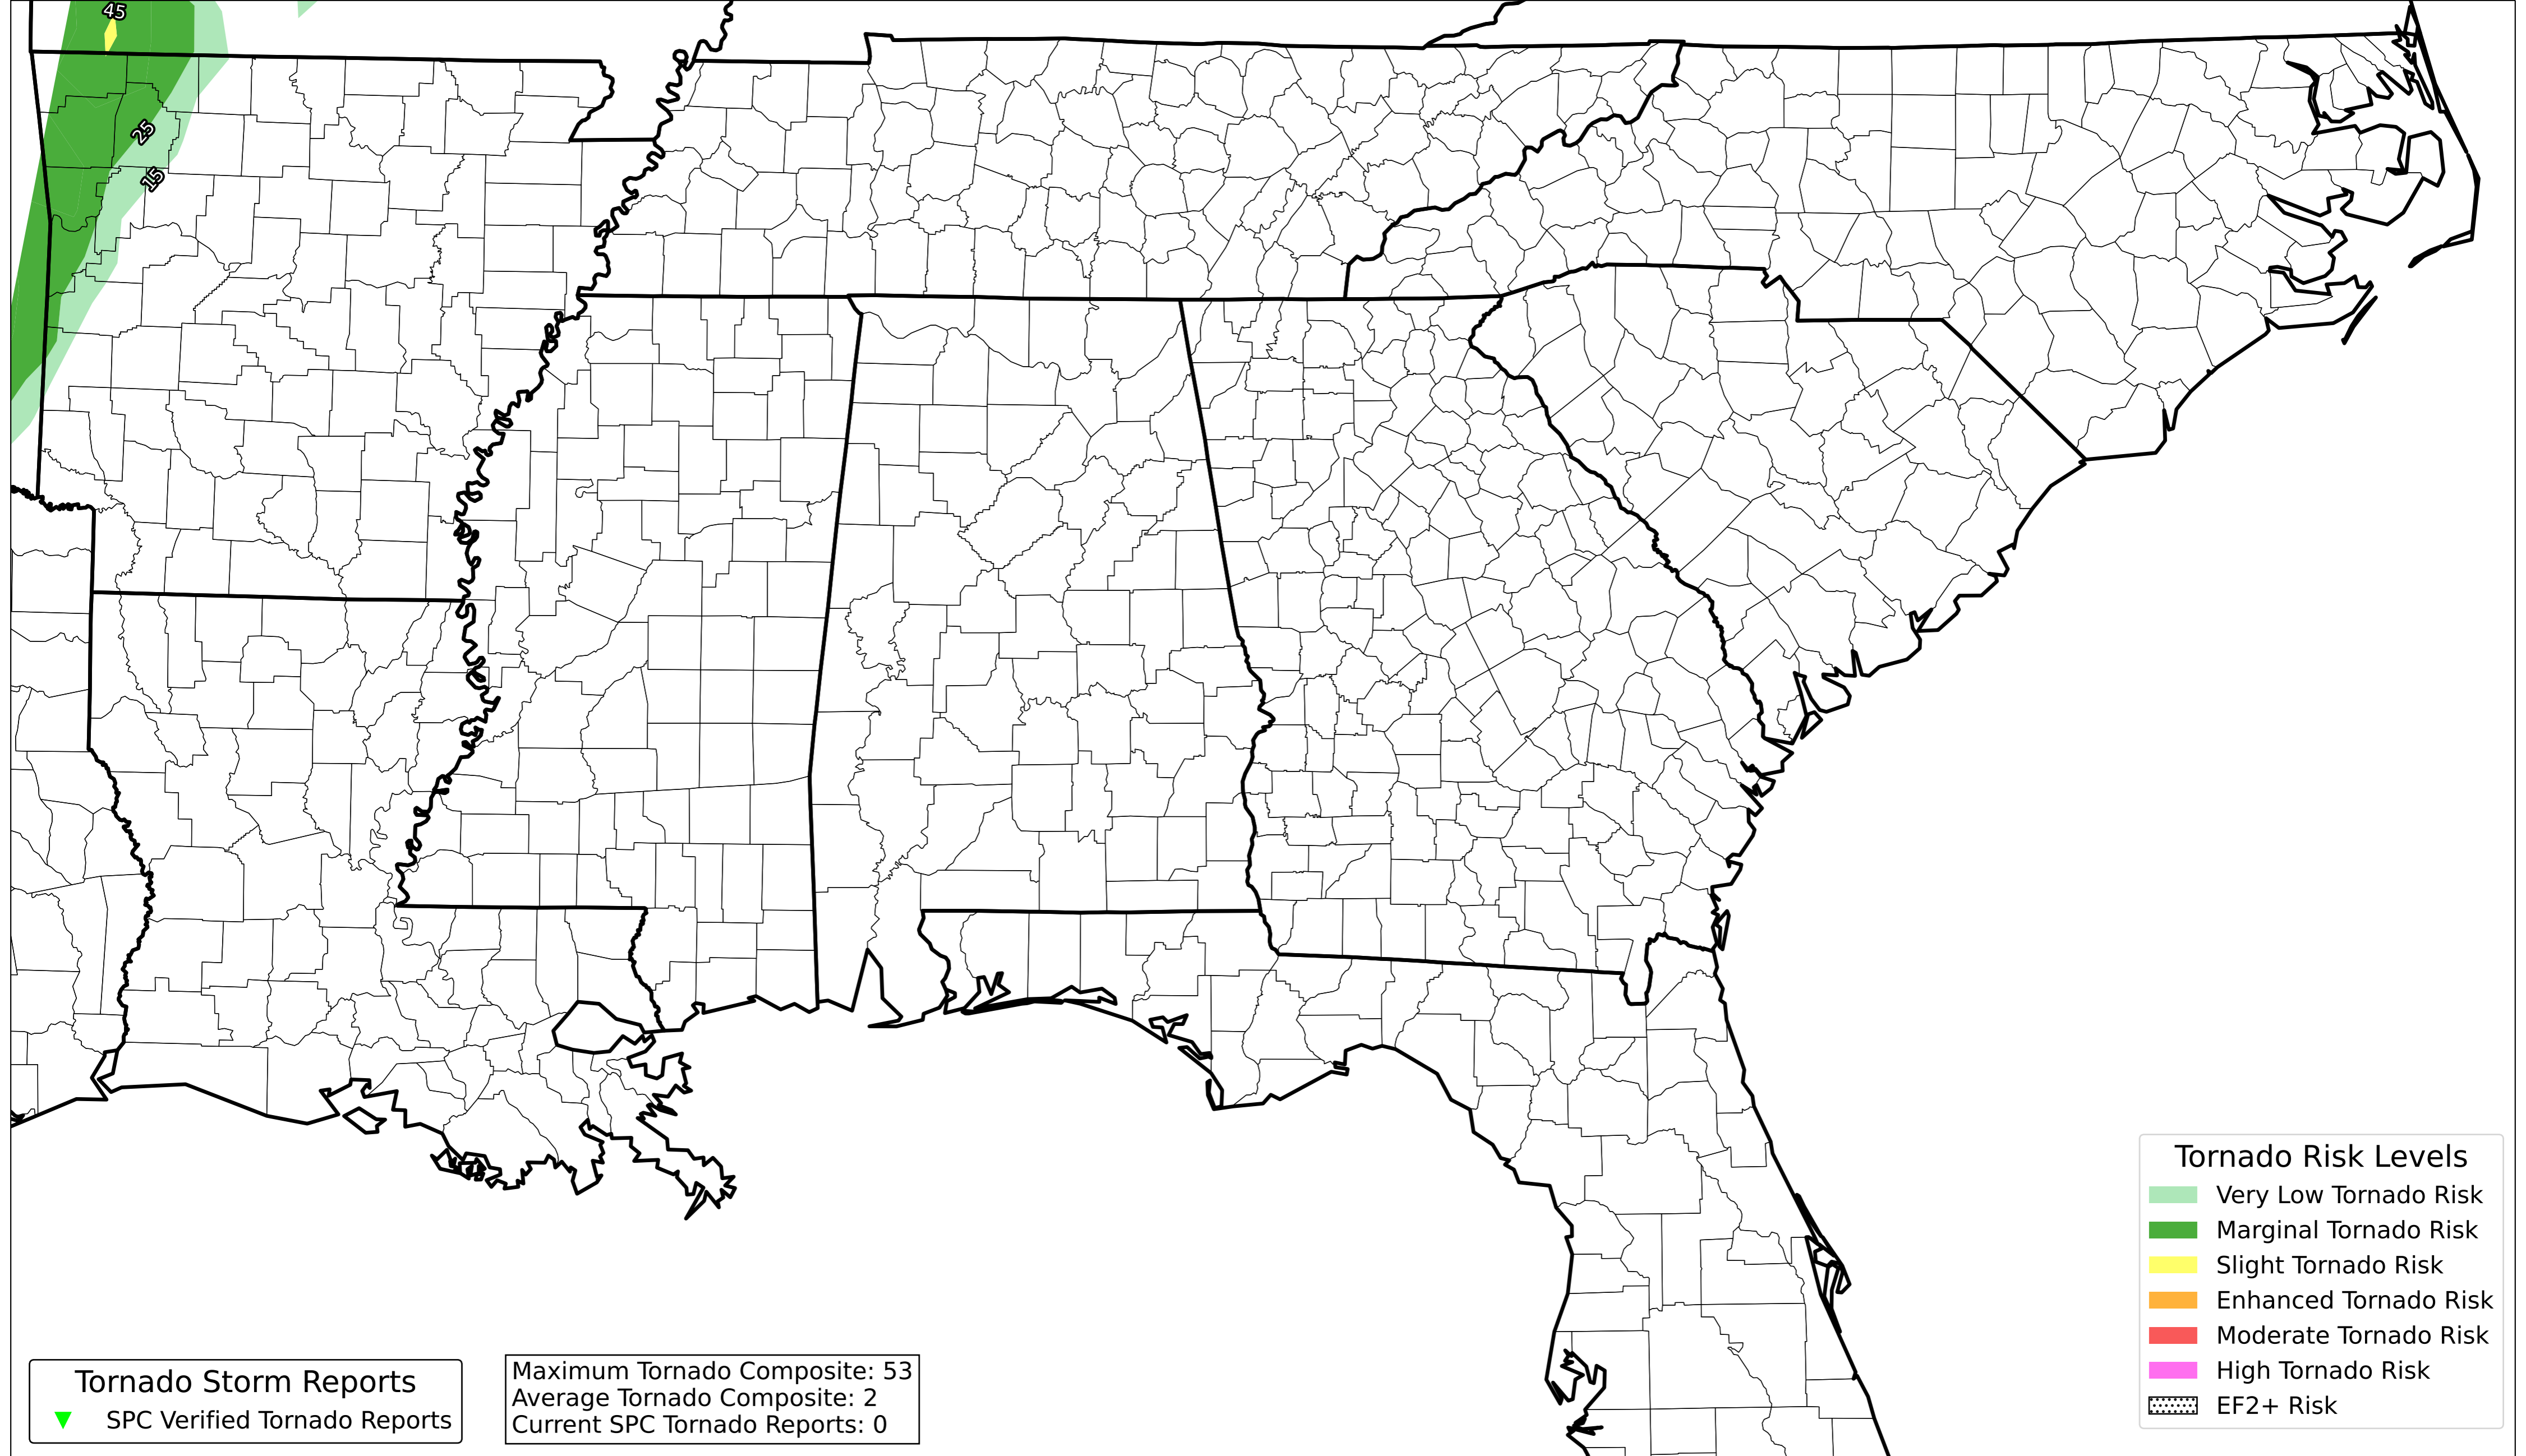 45
25
15
Tornado Risk Levels
Very Low Tornado Risk
Marginal Tornado Risk
Slight Tornado Risk
Enhanced Tornado Risk
Moderate Tornado Risk
High Tornado Risk
EF2+ Risk
Tornado Storm Reports
SPC Verified Tornado Reports
Maximum Tornado Composite: 53
Average Tornado Composite: 2
Current SPC Tornado Reports: 0